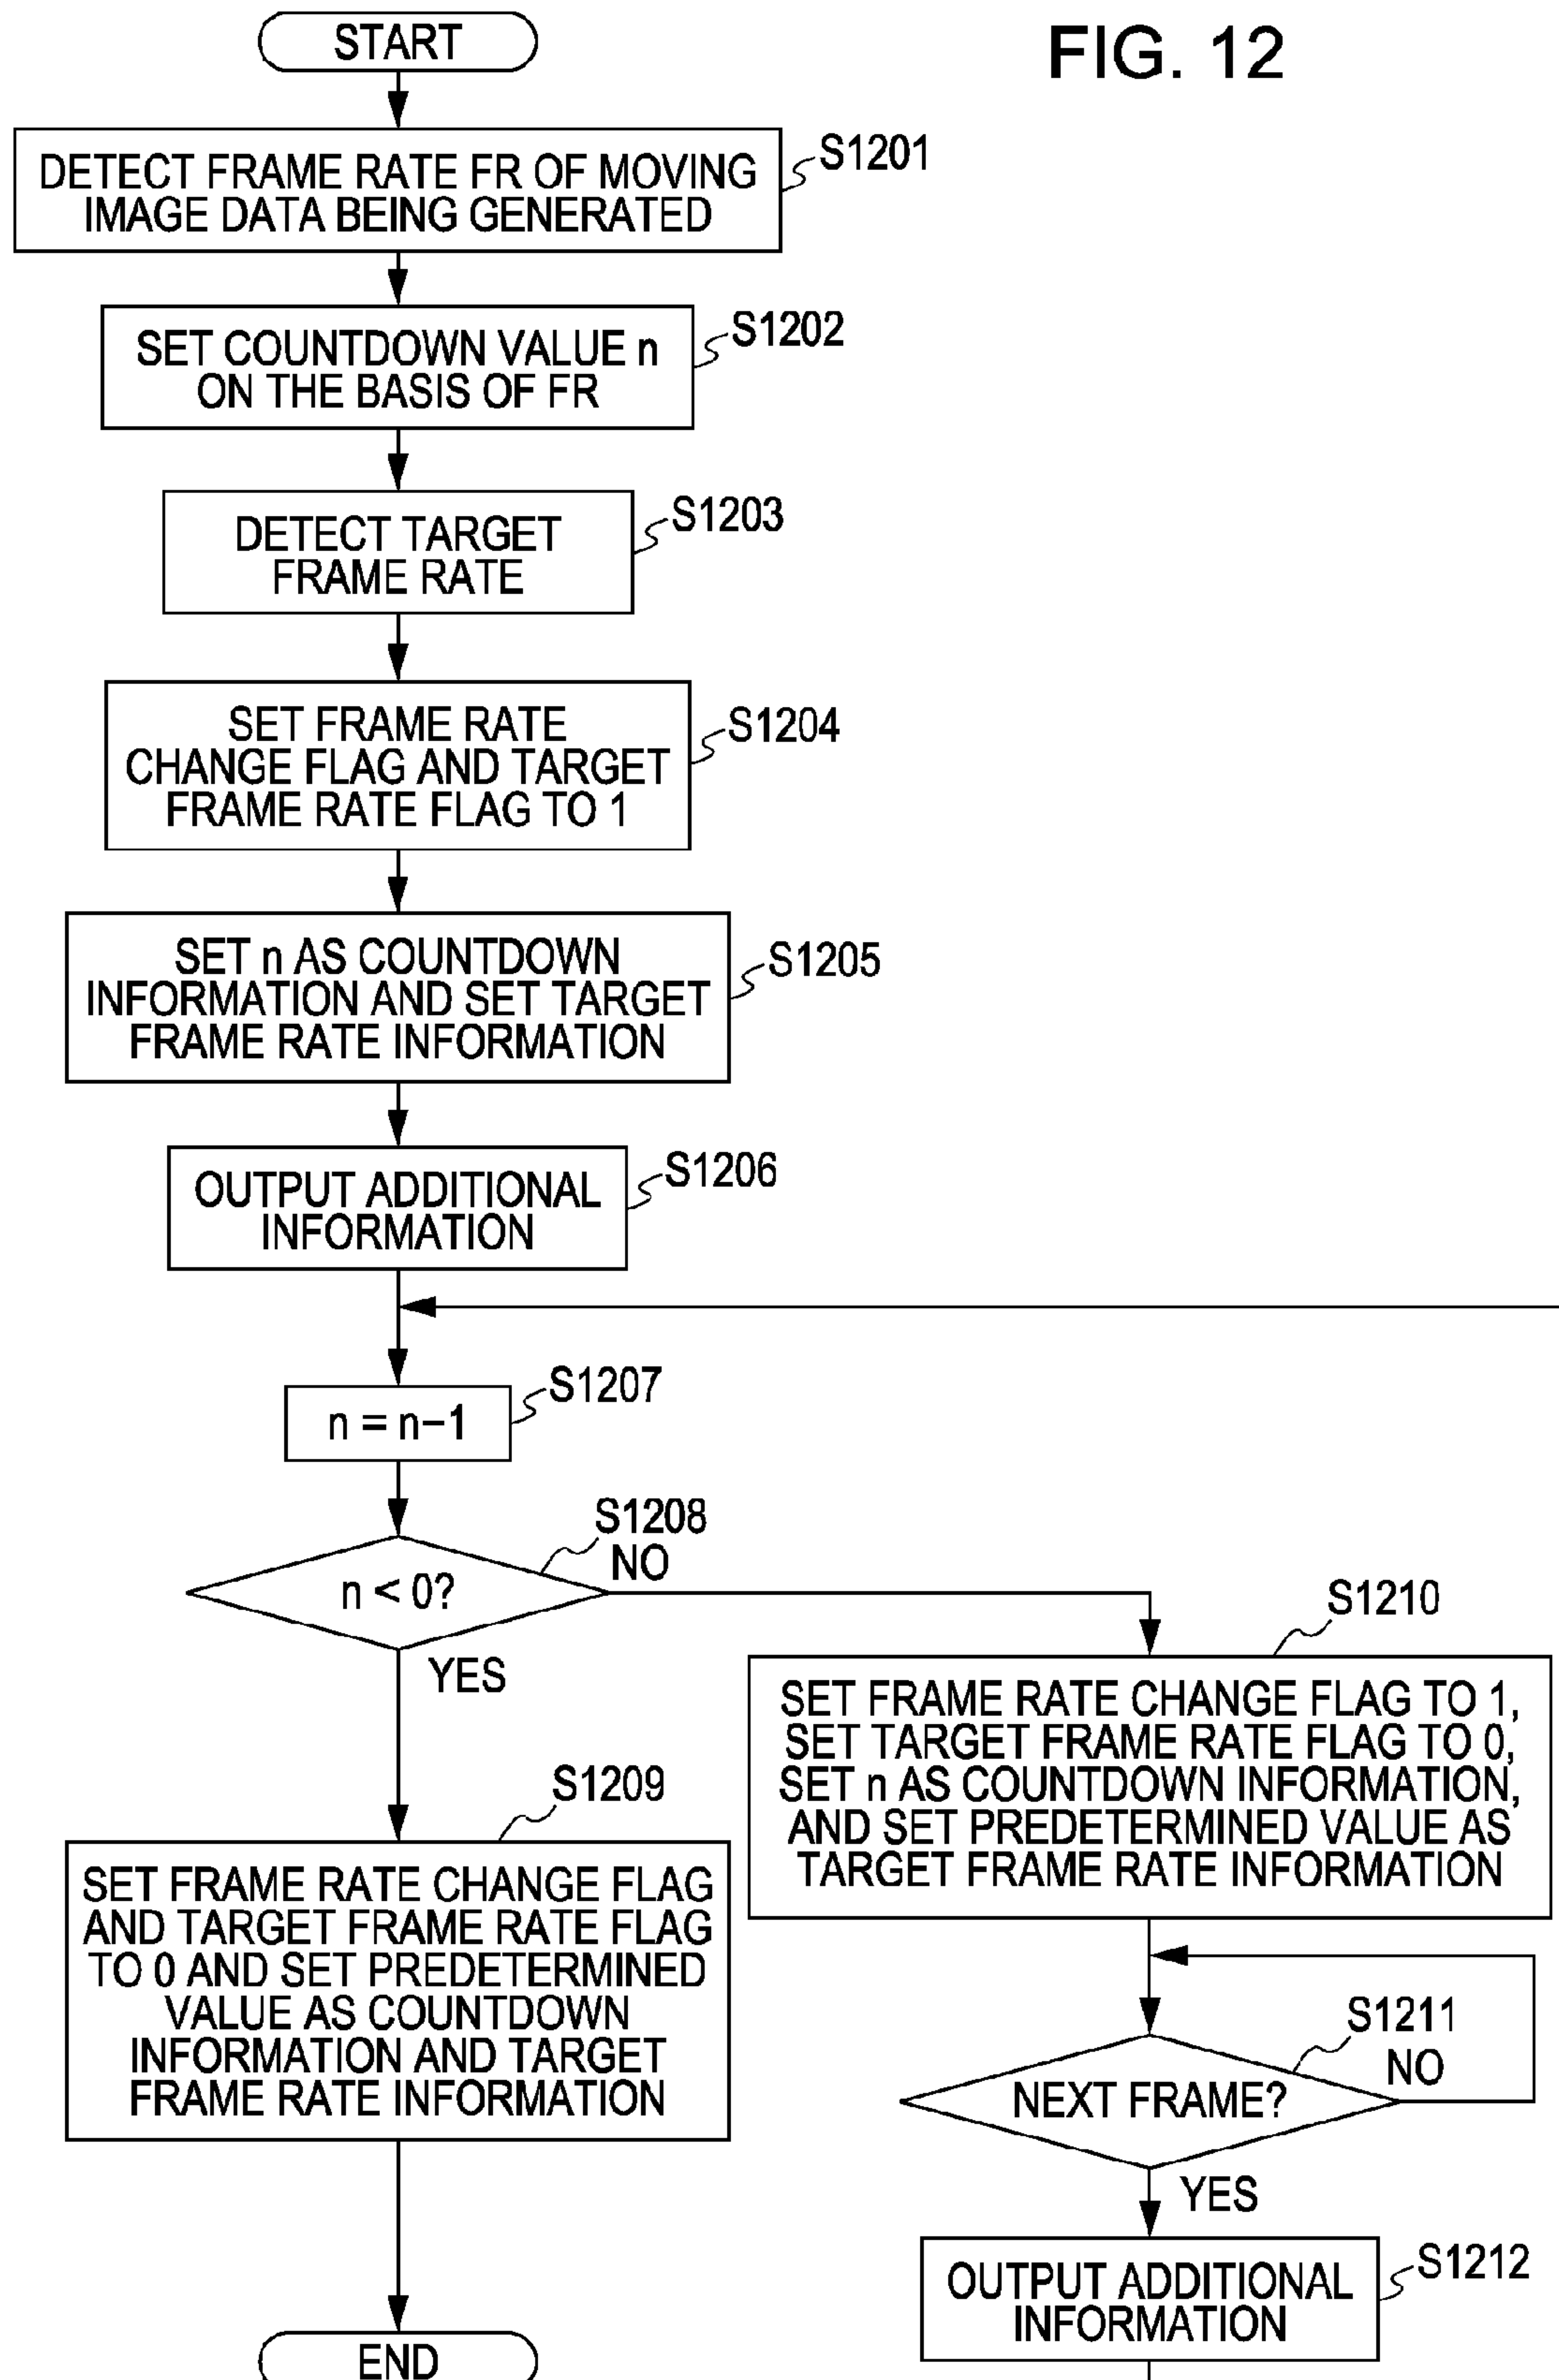 FIG. 12
START
S1201
DETECT FRAME RATE FR OF MOVING
IMAGE DATA BEING GENERATED
S1202
SET COUNTDOWN VALUE n
ON THE BASIS OF FR
S1203
DETECT TARGET
FRAME RATE
S1204
SET FRAME RATE
CHANGE FLAG AND TARGET
FRAME RATE FLAG TO 1
S1205
SET n AS COUNTDOWN
INFORMATION AND SET TARGET
FRAME RATE INFORMATION
S1206
OUTPUT ADDITIONAL
INFORMATION
S1207
n = n−1
S1208
NO
n < 0?
YES
S1210
SET FRAME RATE CHANGE FLAG TO 1,
SET TARGET FRAME RATE FLAG TO 0,
SET n AS COUNTDOWN INFORMATION,
AND SET PREDETERMINED VALUE AS
TARGET FRAME RATE INFORMATION
S1209
SET FRAME RATE CHANGE FLAG
AND TARGET FRAME RATE FLAG
TO 0 AND SET PREDETERMINED
VALUE AS COUNTDOWN
INFORMATION AND TARGET
FRAME RATE INFORMATION
S1211
NO
NEXT FRAME?
YES
S1212
OUTPUT ADDITIONAL
INFORMATION
END